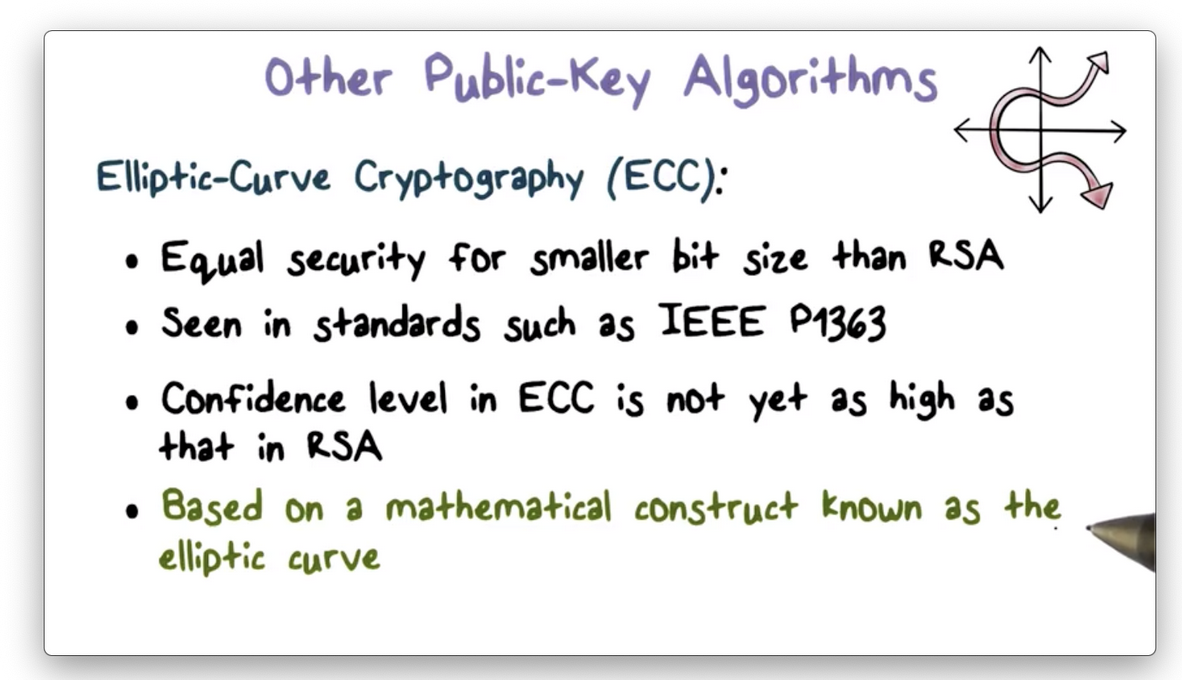 Other Public-Key Algorithms
Elliptic-Curve Cryptography (ECC):
• Equal security for smaller bit size than RSA
• Seen in standards such as IEEE P1363
• Confidence level in ECC is not yet as high as
that in RSA
• Based on a mathematical construct known as the
elliptic curve